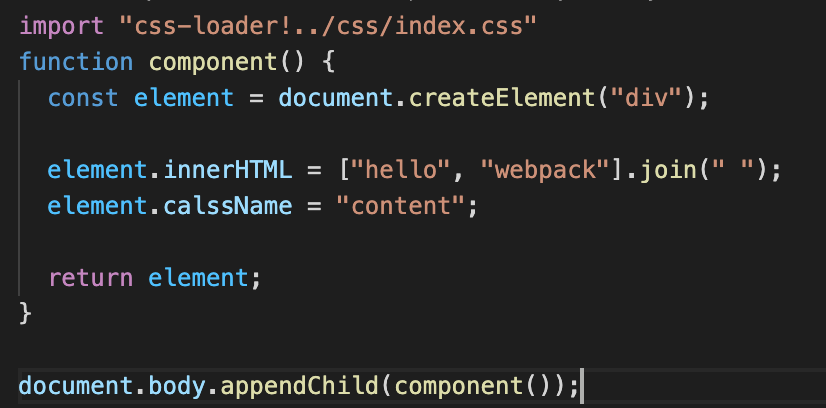 import "css-loader!../css/index.css"
function component() {
  const element = document.createElement("div");

  element.innerHTML = ["hello", "webpack"].join(" ");
  element.calssName = "content";

  return element;
}

document.body.appendChild(component());